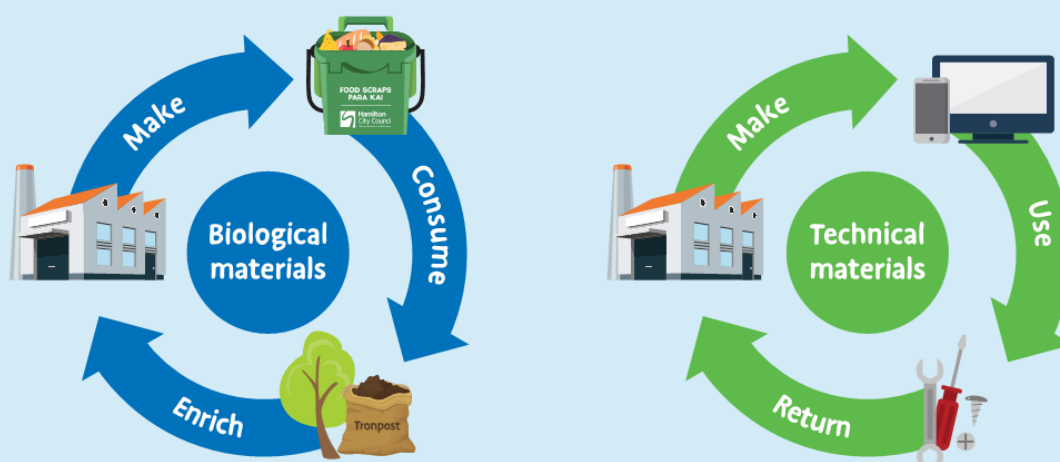 Make
FOOD SCRAPS
PARA KAI
Hamilton
City Council
Consume
Biological
materials
Tronpost
Enrich
Make
Use
Technical
materials
Return